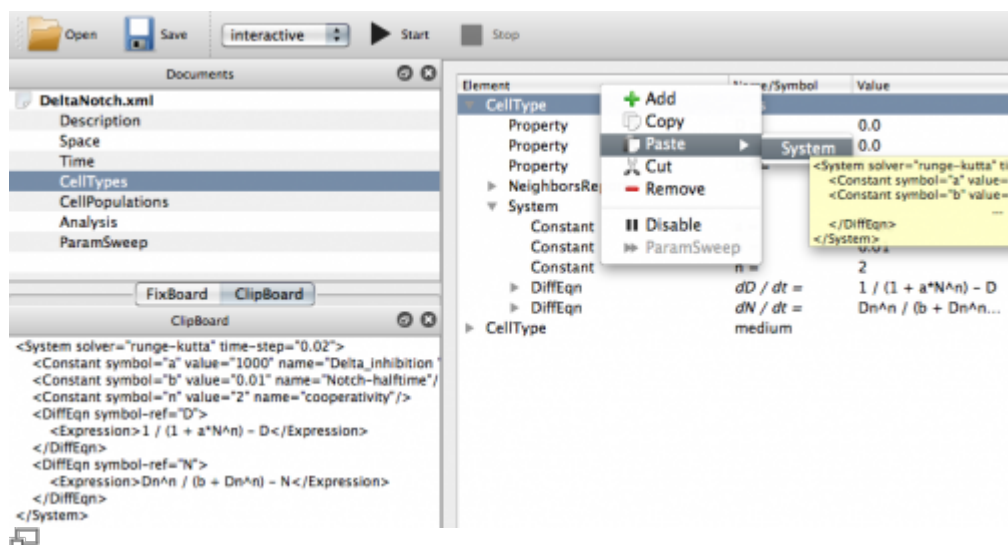 Open Save interactive Start Stop
Documents
DeltaNotch.xml
Description
Space
Time
CellTypes
CellPopulations
Analysis
ParamSweep
FixBoard ClipBoard
ClipBoard
<System solver="runge-kutta" time-step="0.02">
<Constant symbol="a" value="1000" name="Delta_inhibition "
<Constant symbol="b" value="0.01" name="Notch-halftime"/
<Constant symbol="n" value="2" name="cooperativity"/>
<DiffEqn symbol-ref="D">
<Expression>1 / (1 + a*N^n) - D</Expression>
</DiffEqn>
<DiffEqn symbol-ref="N">
<Expression>Dn^n / (b + Dn^n) - N</Expression>
</DiffEqn>
</System>
Element Name/Symbol Value
CellType
Property 0.0
Property 0.0
Property
NeighborsRe
System
Constant
Constant 0.01
Constant n = 2
DiffEqn dD / dt = 1 / (1 + a*N^n) - D
DiffEqn dN / dt = Dn^n / (b + Dn^n...
CellType medium
Add
Copy
Paste
Cut
Remove
Disable
ParamSweep
System
<System solver="runge-kutta" ti
<Constant symbol="a" value=
<Constant symbol="b" value=
...
</DiffEqn>
</System>